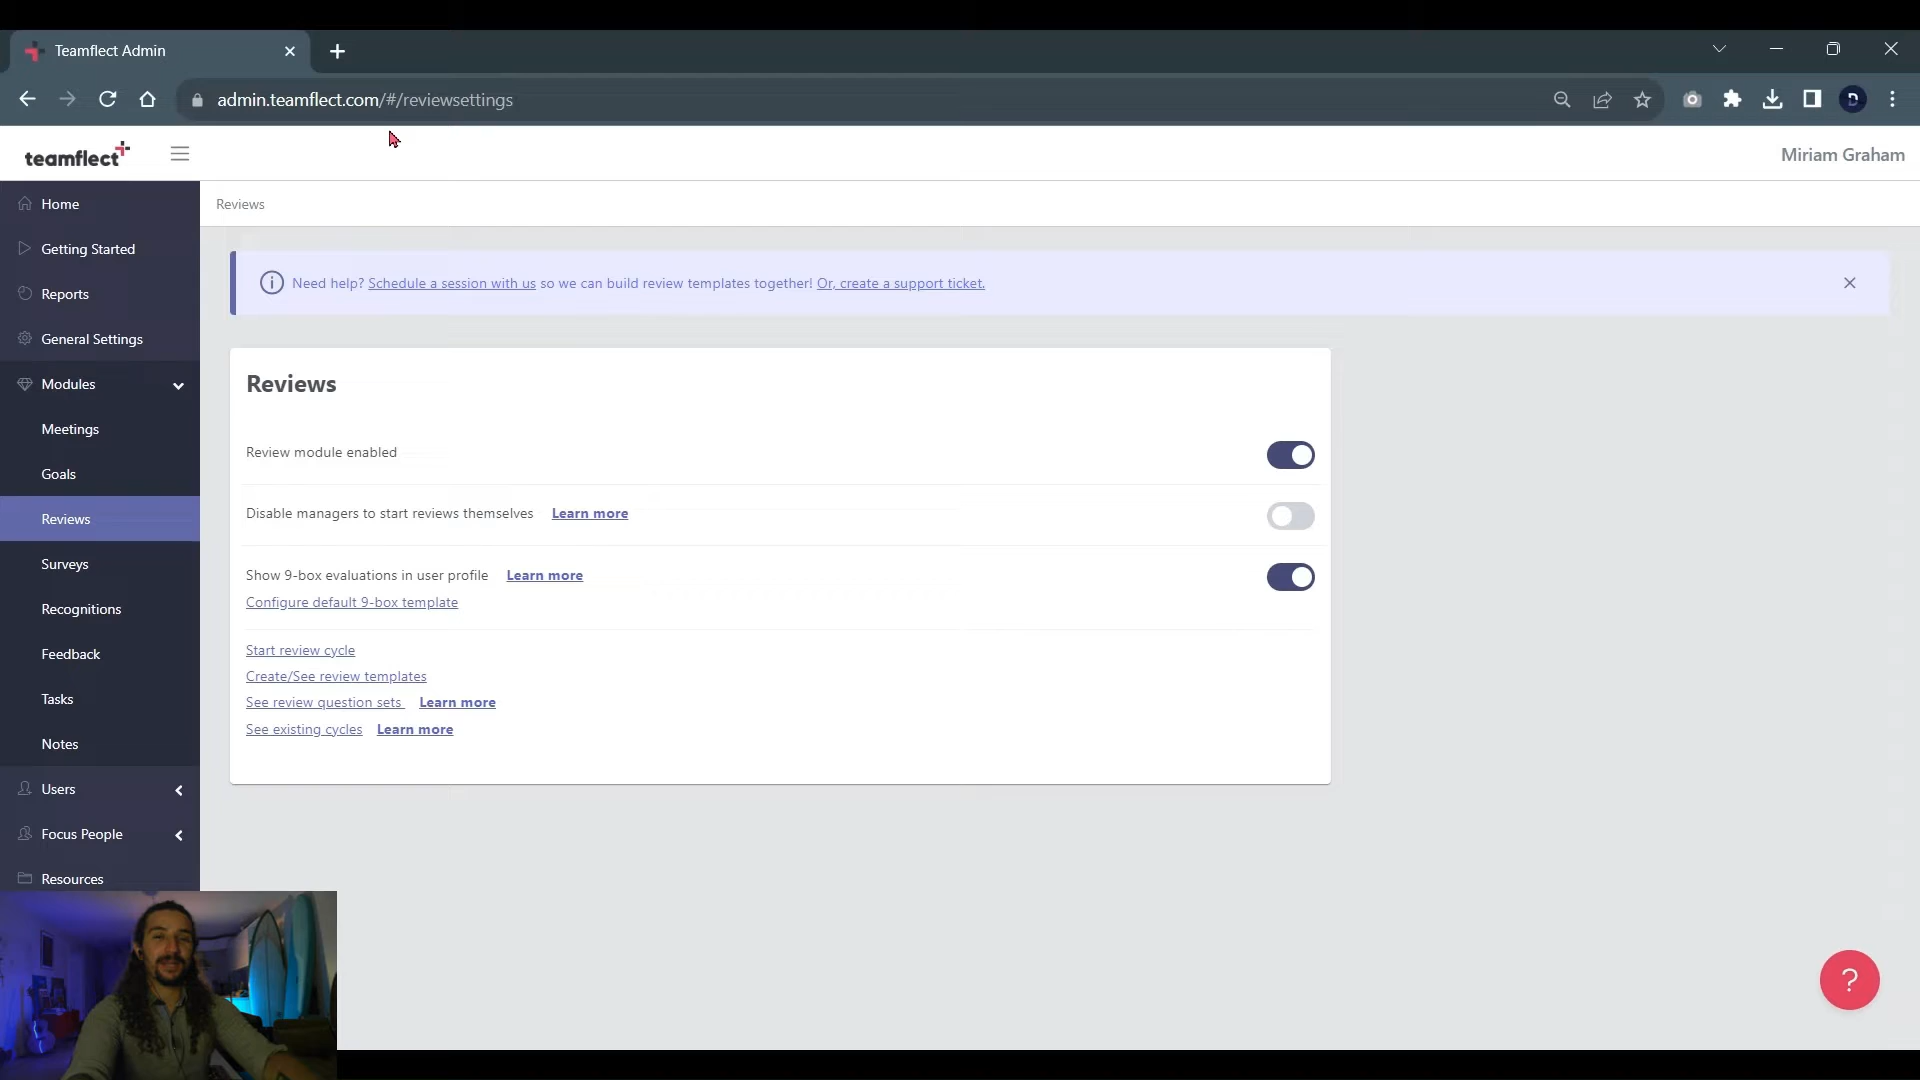 Teamflect Admin
admin.teamflect.com/#/reviewsettings
D
teamflect
Miriam Graham
Home
Getting Started
Reports
General Settings
Modules
Meetings
Goals
Reviews
Surveys
Recognitions
Feedback
Tasks
Notes
Users
Focus People
Resources
Reviews
Need help? Schedule a session with us so we can build review templates together! Or, create a support ticket.
Reviews
Review module enabled
Disable managers to start reviews themselves Learn more
Show 9-box evaluations in user profile Learn more
Configure default 9-box template
Start review cycle
Create/See review templates
See review question sets Learn more
See existing cycles Learn more
?